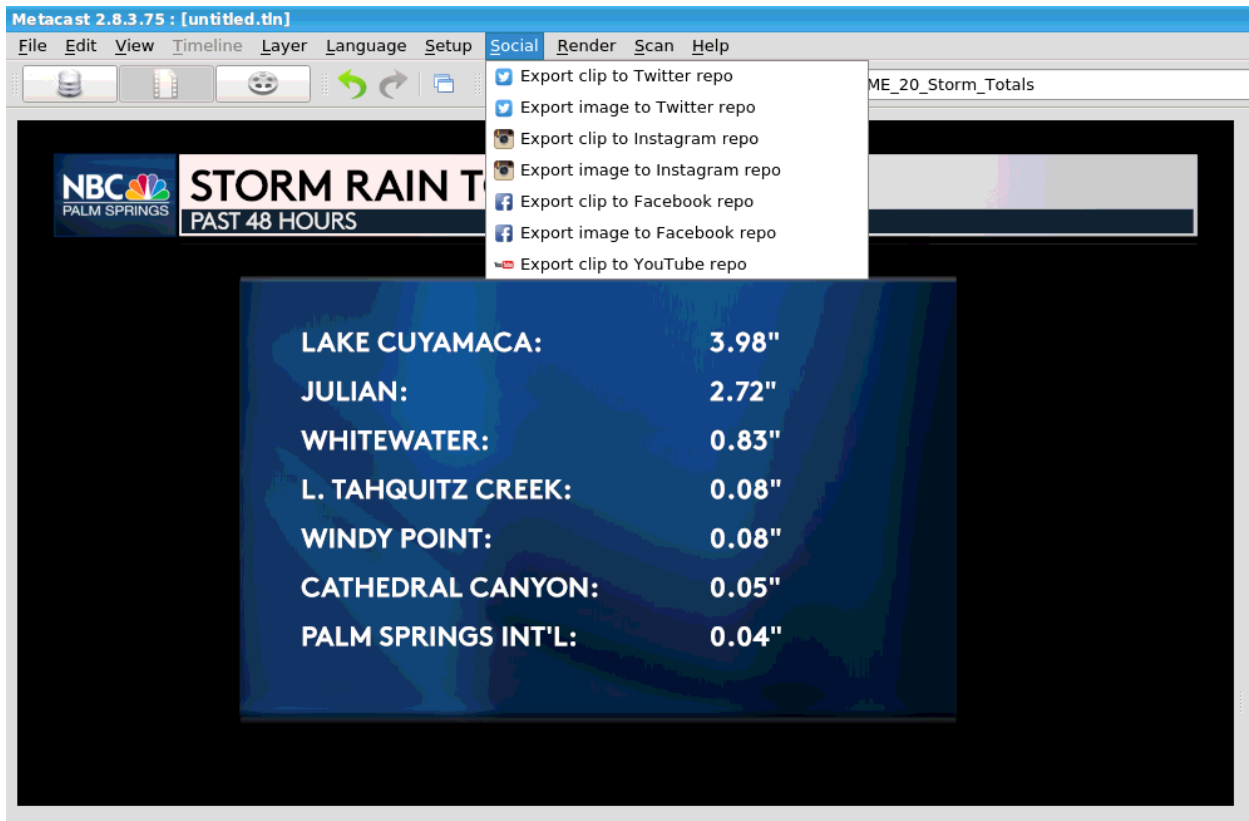 Metacast 2.8.3.75 : [untitled.tln]
File Edit View Timeline Layer Language Setup Social Render Scan Help
Export clip to Twitter repo
ME_20_Storm_Totals
Export image to Twitter repo
Export clip to Instagram repo
Export image to Instagram repo
Export clip to Facebook repo
Export image to Facebook repo
Export clip to YouTube repo
NBC
PALM SPRINGS
STORM RAIN T
PAST 48 HOURS
LAKE CUYAMACA: 3.98"
JULIAN: 2.72"
WHITEWATER: 0.83"
L. TAHQUITZ CREEK: 0.08"
WINDY POINT: 0.08"
CATHEDRAL CANYON: 0.05"
PALM SPRINGS INT'L: 0.04"